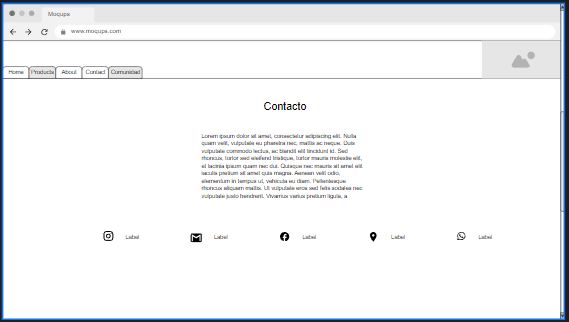 Moqups
www.moqups.com
Home Products About Contact Comunidad
Contacto
Lorem ipsum dolor sit amet, consectetur adipiscing elit. Nulla
quam velit, vulputate eu pharetra nec, mattis ac neque. Duis
vulputate commodo lectus, ac blandit elit tincidunt id. Sed
rhoncus, tortor sed eleifend tristique, tortor mauris molestie elit,
et lacinia ipsum quam nec dui. Quisque nec mauris sit amet elit
iaculis pretium sit amet quis magna. Aenean velit odio,
elementum in tempus ut, vehicula eu diam. Pellentesque
rhoncus aliquam mattis. Ut vulputate eros sed felis sodales nec
vulputate justo hendrerit. Vivamus varius pretium ligula, a
Label Label Label Label Label